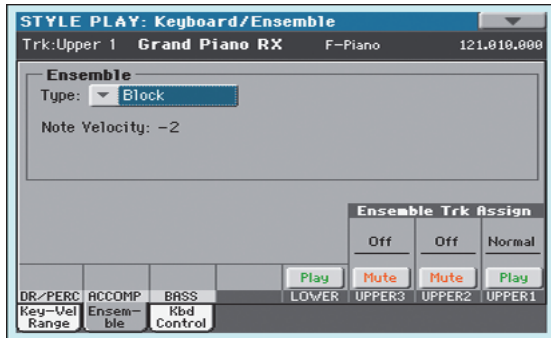 STYLE PLAY: Keyboard/Ensemble
Trk:Upper 1 Grand Piano RX F-Piano 121.010.000
Ensemble
Type: Block
Note Velocity: -2
Ensemble Trk Assign
Off Off Normal
Play Mute Mute Play
DR/PERC ACCOMP BASS LOWER UPPER3 UPPER2 UPPER1
Key-Vel Ensem- Kbd
Range ble Control